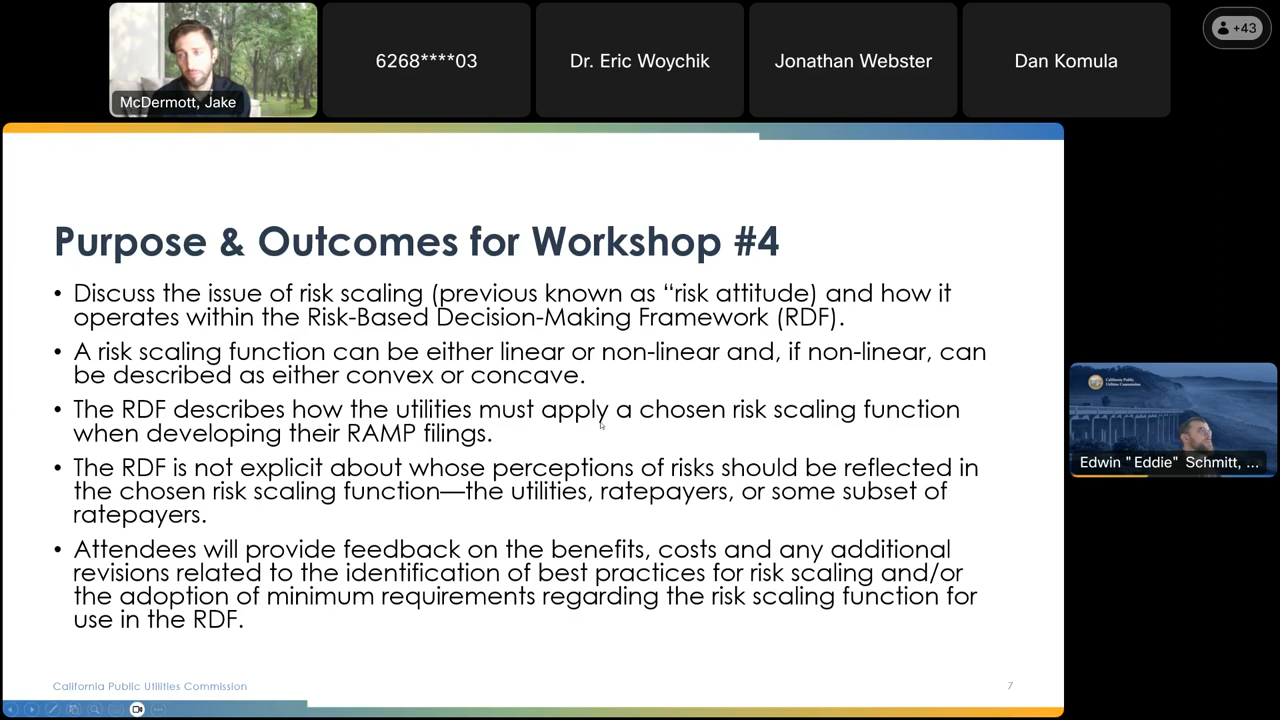 McDermott, Jake
6268****03
Dr. Eric Woychik
Jonathan Webster
Dan Komula
+43
Purpose & Outcomes for Workshop #4
• Discuss the issue of risk scaling (previous known as “risk attitude) and how it
operates within the Risk-Based Decision-Making Framework (RDF).
• A risk scaling function can be either linear or non-linear and, if non-linear, can
be described as either convex or concave.
• The RDF describes how the utilities must apply a chosen risk scaling function
when developing their RAMP filings.
• The RDF is not explicit about whose perceptions of risks should be reflected in
the chosen risk scaling function—the utilities, ratepayers, or some subset of
ratepayers.
• Attendees will provide feedback on the benefits, costs and any additional
revisions related to the identification of best practices for risk scaling and/or
the adoption of minimum requirements regarding the risk scaling function for
use in the RDF.
California Public Utilities Commission
7
California Public
Utilities Commission
Edwin "Eddie" Schmitt, ...